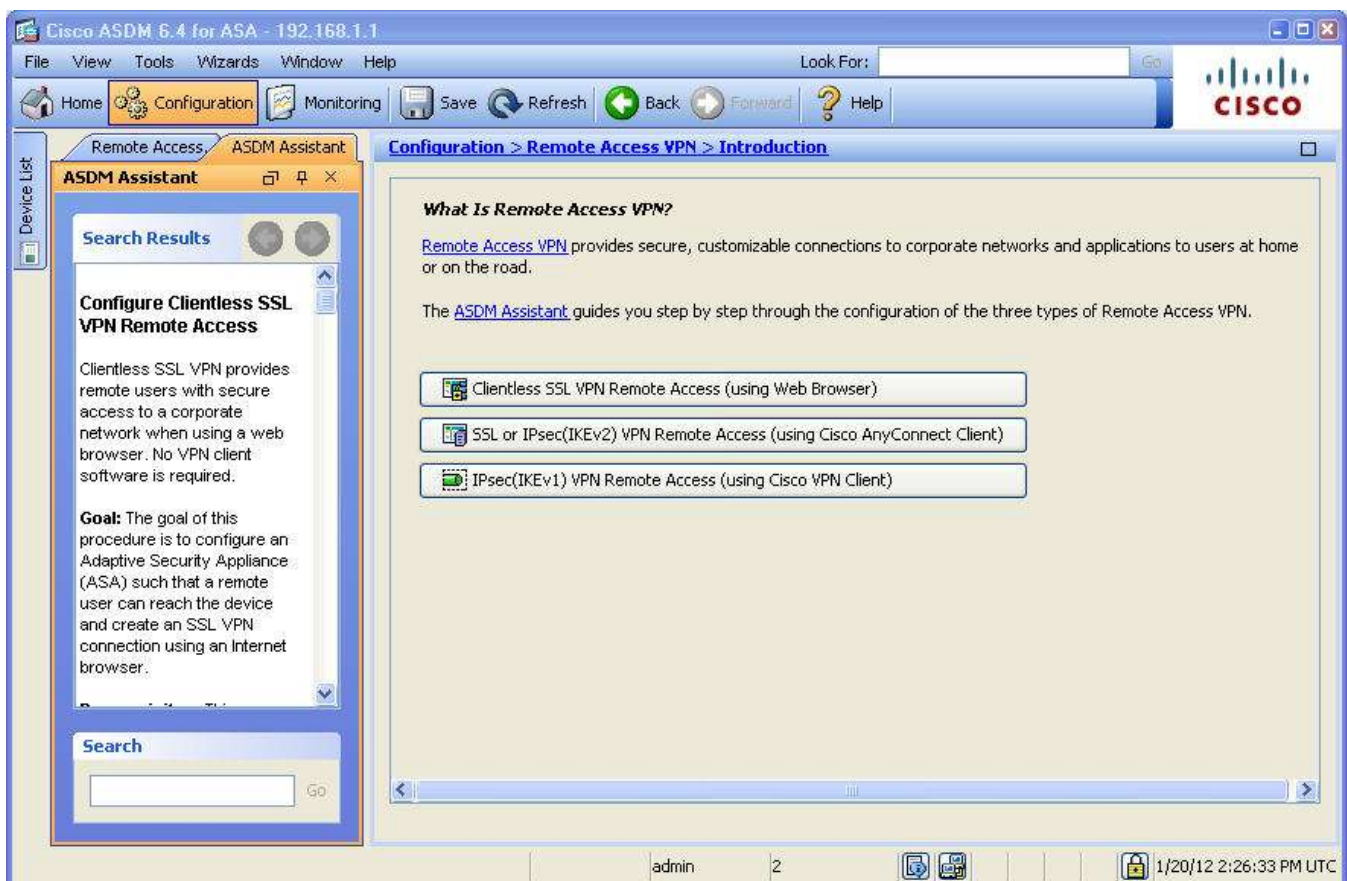 Cisco ASDM 6.4 for ASA - 192.168.1.1
File View Tools Wizards Window Help
Look For:
Go
Home Configuration Monitoring Save Refresh Back Forward Help
CISCO
Device List
Remote Access
ASDM Assistant
ASDM Assistant
Search Results
Configure Clientless SSL
VPN Remote Access
Clientless SSL VPN provides
remote users with secure
access to a corporate
network when using a web
browser. No VPN client
software is required.
Goal: The goal of this
procedure is to configure an
Adaptive Security Appliance
(ASA) such that a remote
user can reach the device
and create an SSL VPN
connection using an Internet
browser.
Search
Go
Configuration > Remote Access VPN > Introduction
What Is Remote Access VPN?
Remote Access VPN provides secure, customizable connections to corporate networks and applications to users at home
or on the road.
The ASDM Assistant guides you step by step through the configuration of the three types of Remote Access VPN.
Clientless SSL VPN Remote Access (using Web Browser)
SSL or IPsec(IKEv2) VPN Remote Access (using Cisco AnyConnect Client)
IPsec(IKEv1) VPN Remote Access (using Cisco VPN Client)
admin 2 1/20/12 2:26:33 PM UTC